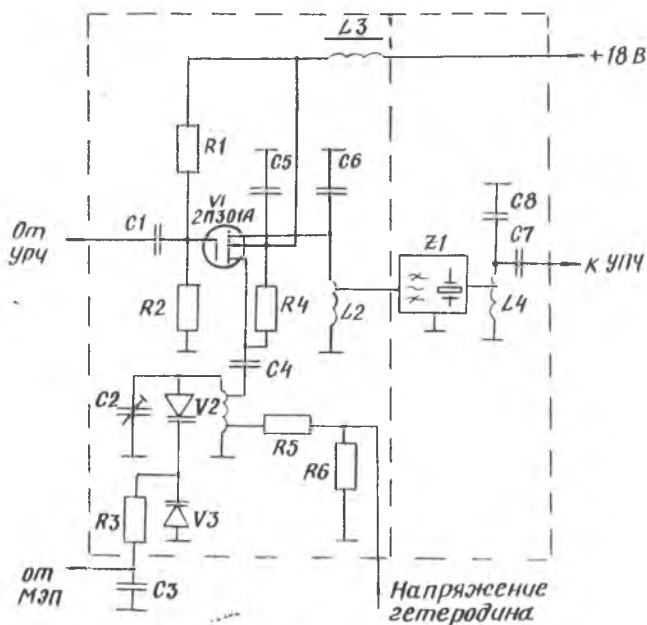 L3
+18 В
R1
C5
C6
V1
2П301А
C8
От
УРЧ
C1
C7
Z1
К УПЧ
R2
R4
L2
L4
C4
C2
V2
R5
R6
R3
V3
от
МЭП
C3
Напряжение
гетеродина